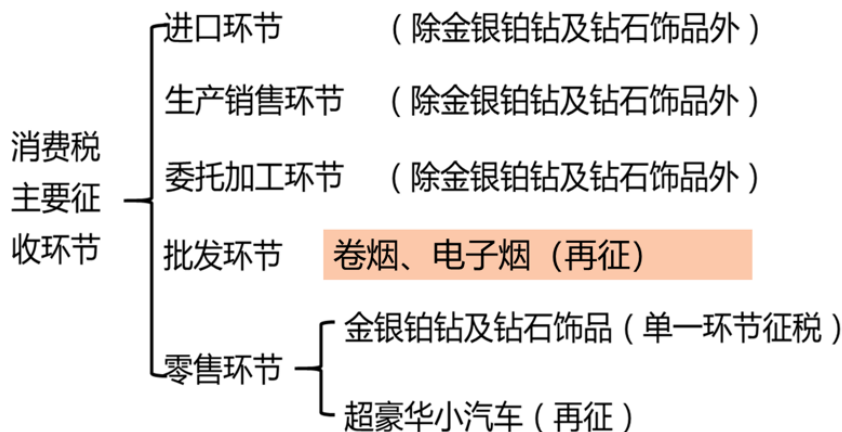 消费税
主要征
收环节
进口环节 （除金银铂钻及钻石饰品外）
生产销售环节 （除金银铂钻及钻石饰品外）
委托加工环节 （除金银铂钻及钻石饰品外）
批发环节 卷烟、电子烟（再征）
零售环节
金银铂钻及钻石饰品（单一环节征税）
超豪华小汽车（再征）